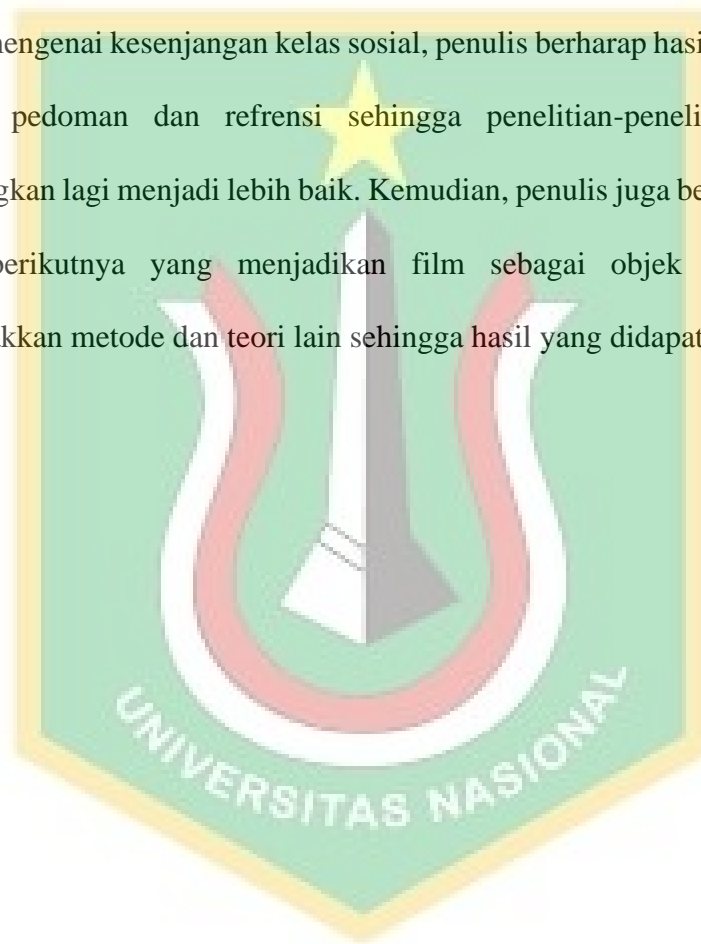 mengenai kesenjangan kelas sosial, penulis berharap hasi
pedoman dan refrensi sehingga penelitian-peneli
gkan lagi menjadi lebih baik. Kemudian, penulis juga be
berikutnya yang menjadikan film sebagai objek
kkan metode dan teori lain sehingga hasil yang didapat
UNIVERSITAS NASIONAL